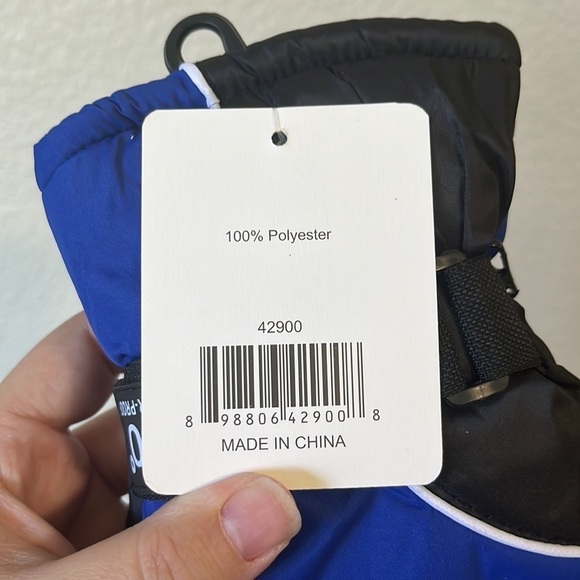 100% Polyester
42900
8 98806 42900 8
MADE IN CHINA